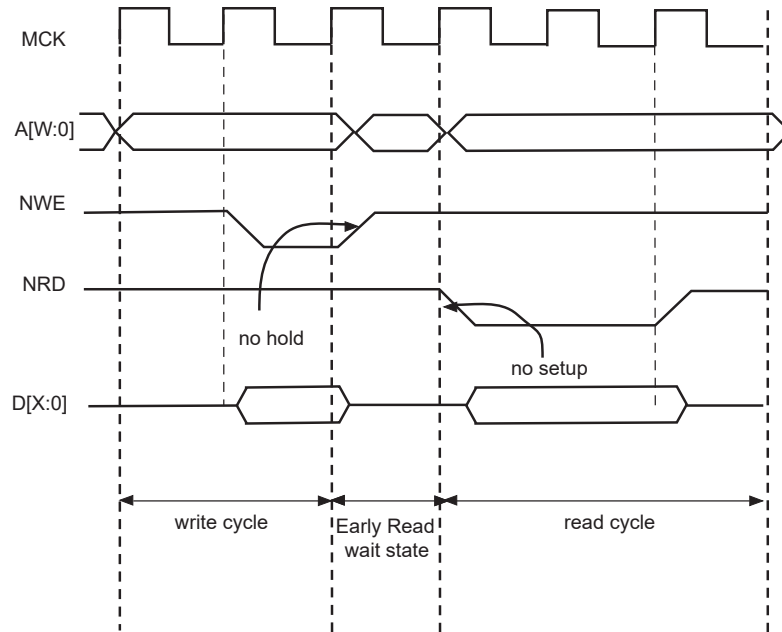 MCK
A[W:0]
NWE
NRD
no hold
no setup
D[X:0]
write cycle
Early Read
wait state
read cycle